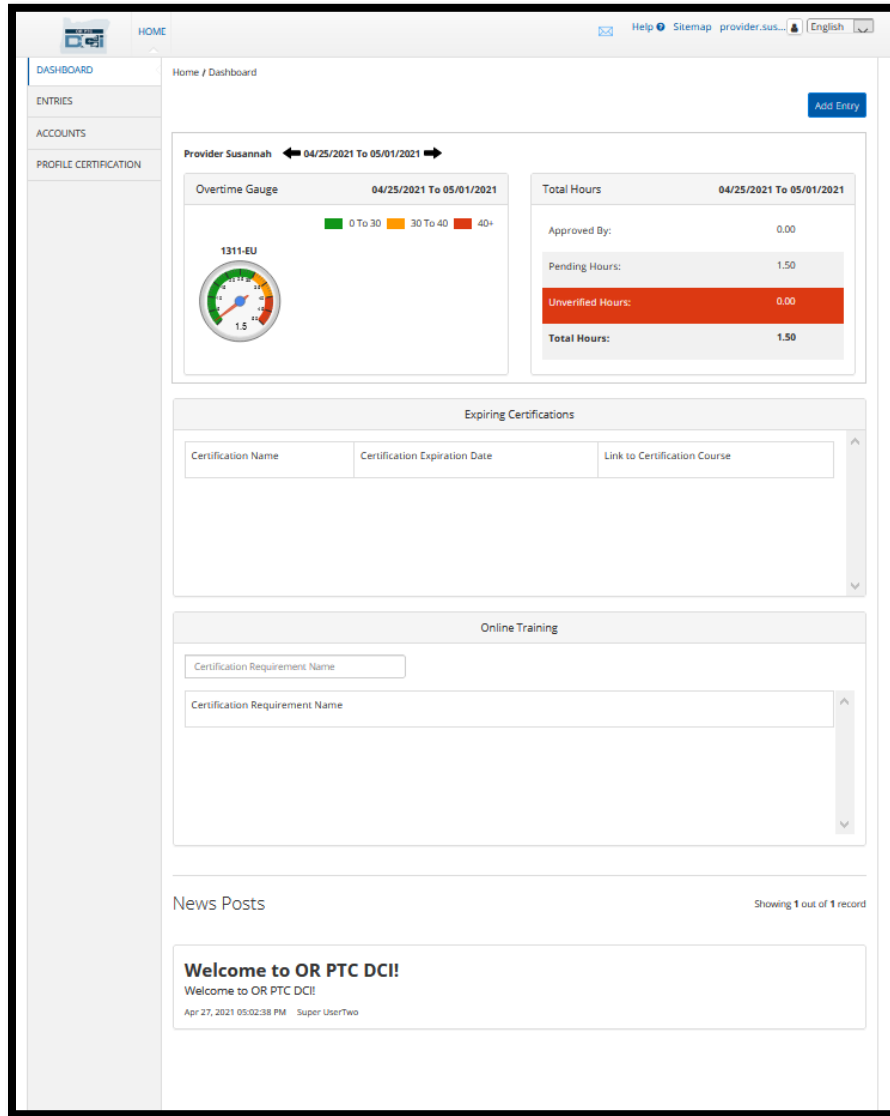 OR PTC
DCI
HOME
Help Sitemap provider.sus... English
DASHBOARD
ENTRIES
ACCOUNTS
PROFILE CERTIFICATION
Home / Dashboard
Add Entry
Provider Susannah 04/25/2021 To 05/01/2021
Overtime Gauge 04/25/2021 To 05/01/2021
0 To 30 30 To 40 40+
1311-EU
1.5
Total Hours 04/25/2021 To 05/01/2021
Approved By: 0.00
Pending Hours: 1.50
Unverified Hours: 0.00
Total Hours: 1.50
Expiring Certifications
Certification Name Certification Expiration Date Link to Certification Course
Online Training
Certification Requirement Name
Certification Requirement Name
News Posts
Showing 1 out of 1 record
Welcome to OR PTC DCI!
Welcome to OR PTC DCI!
Apr 27, 2021 05:02:38 PM Super UserTwo